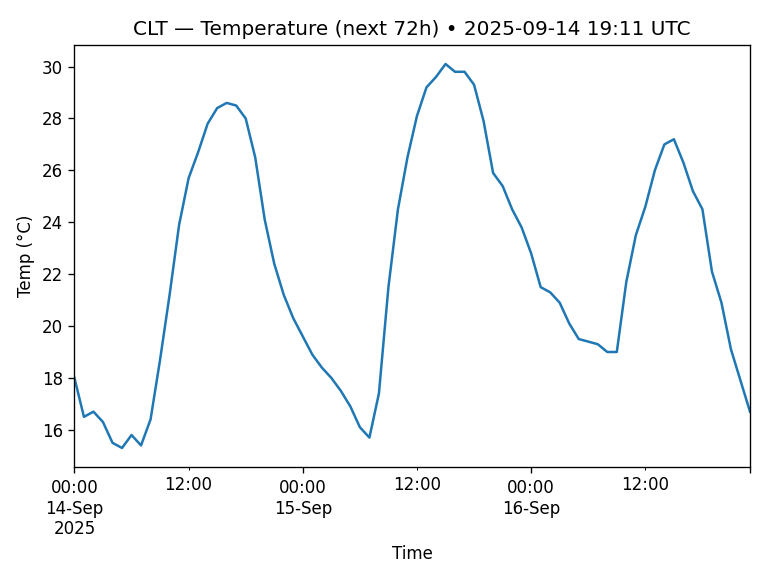 CLT — Temperature (next 72h) • 2025-09-14 19:11 UTC
30
28
26
24
22
20
18
16
Temp (°C)
00:00 12:00 00:00 12:00 00:00 12:00
14-Sep 15-Sep 16-Sep
2025
Time